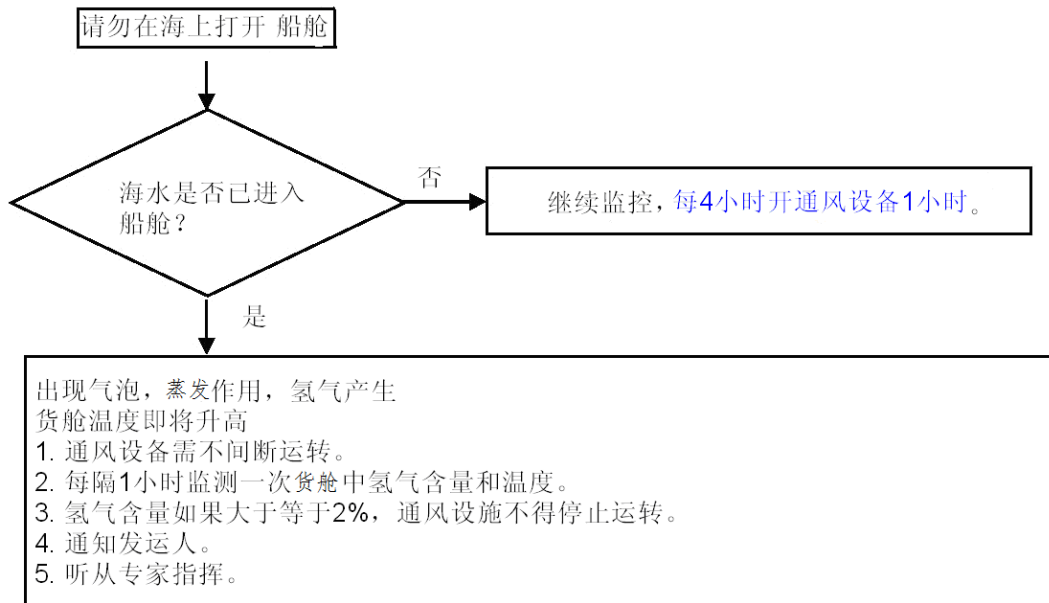 请勿在海上打开 船舱
海水是否已进入
船舱？
否
继续监控，每4小时开通风设备1小时。
是
出现气泡，蒸发作用，氢气产生
货舱温度即将升高
1. 通风设备需不间断运转。
2. 每隔1小时监测一次货舱中氢气含量和温度。
3. 氢气含量如果大于等于2%，通风设施不得停止运转。
4. 通知发运人。
5. 听从专家指挥。